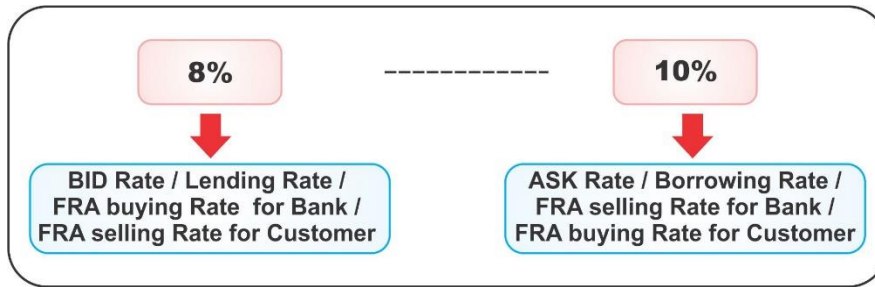 8% ------------ 10%
BID Rate / Lending Rate /
FRA buying Rate for Bank /
FRA selling Rate for Customer
ASK Rate / Borrowing Rate /
FRA selling Rate for Bank /
FRA buying Rate for Customer